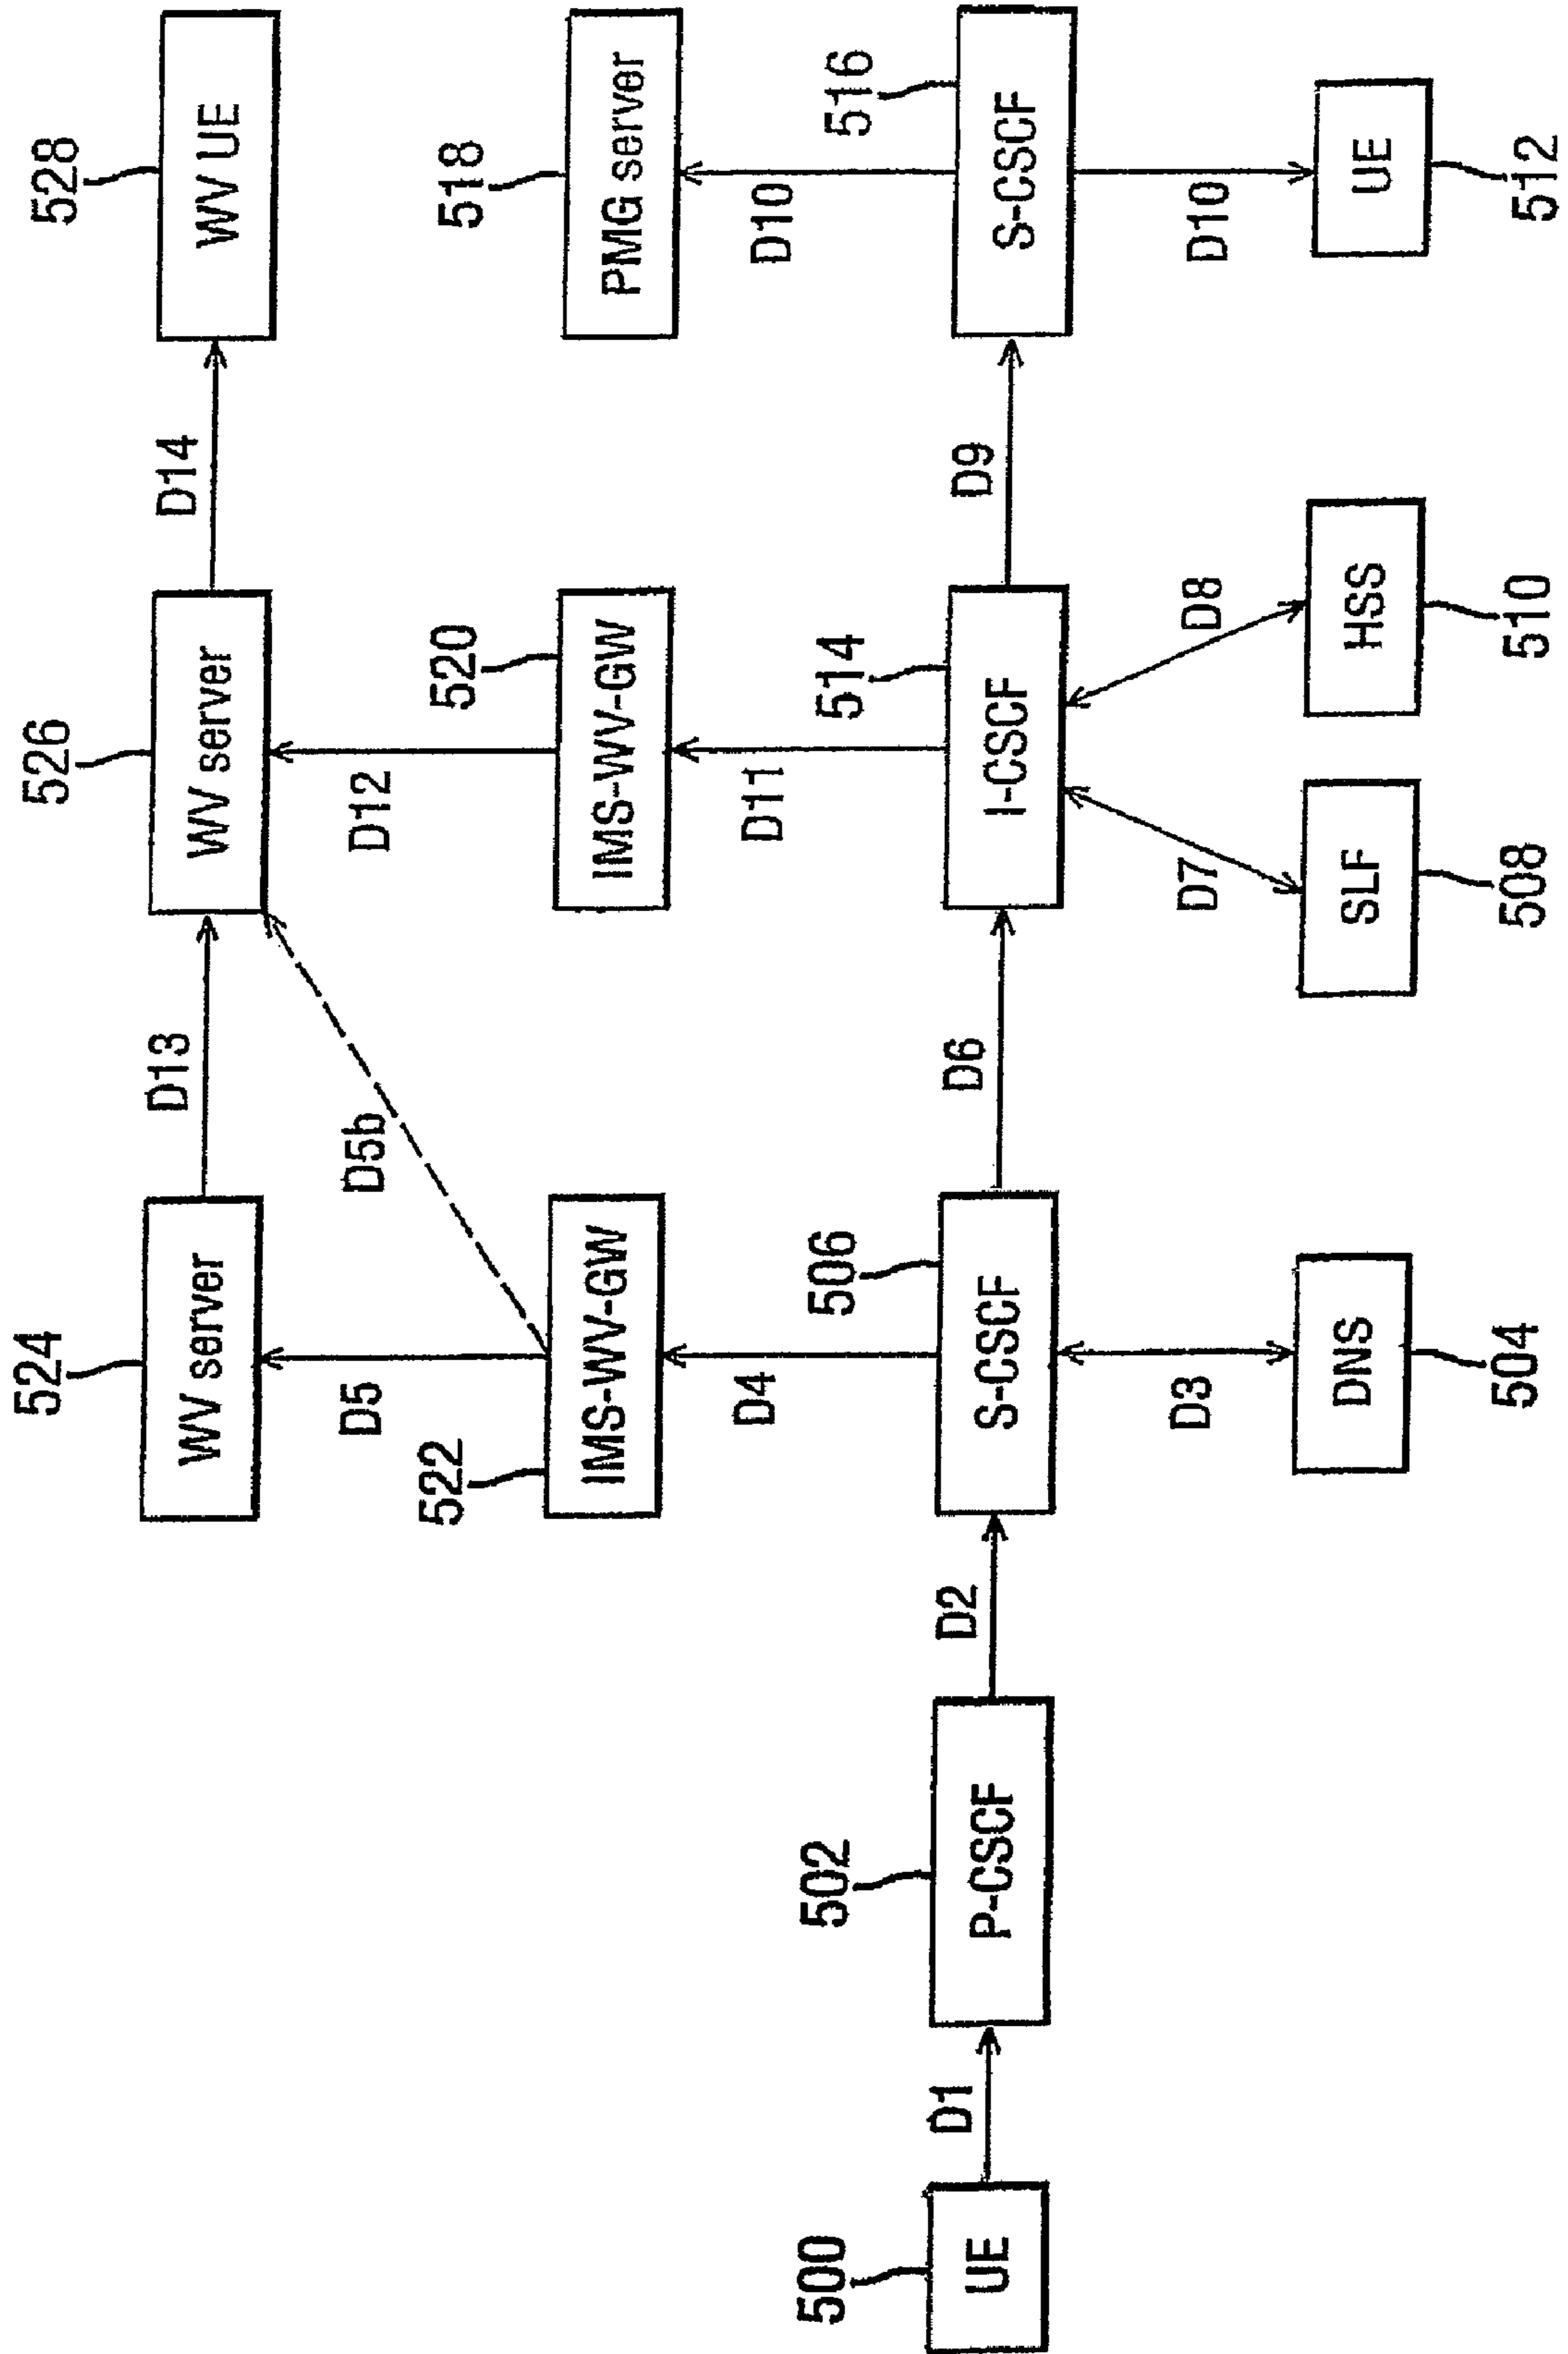 524
WV server
D13
526
WV server
D14
528
WV UE
D5
D5b
D12
522
IMS-WV-GW
520
IMS-WV-GW
518
PMG server
D4
D11
D10
500
UE
D1
502
P-CSCF
D2
506
S-CSCF
D6
514
I-CSCF
D9
516
S-CSCF
D3
D7
D8
D10
DNS
504
SLF
508
HSS
510
UE
512